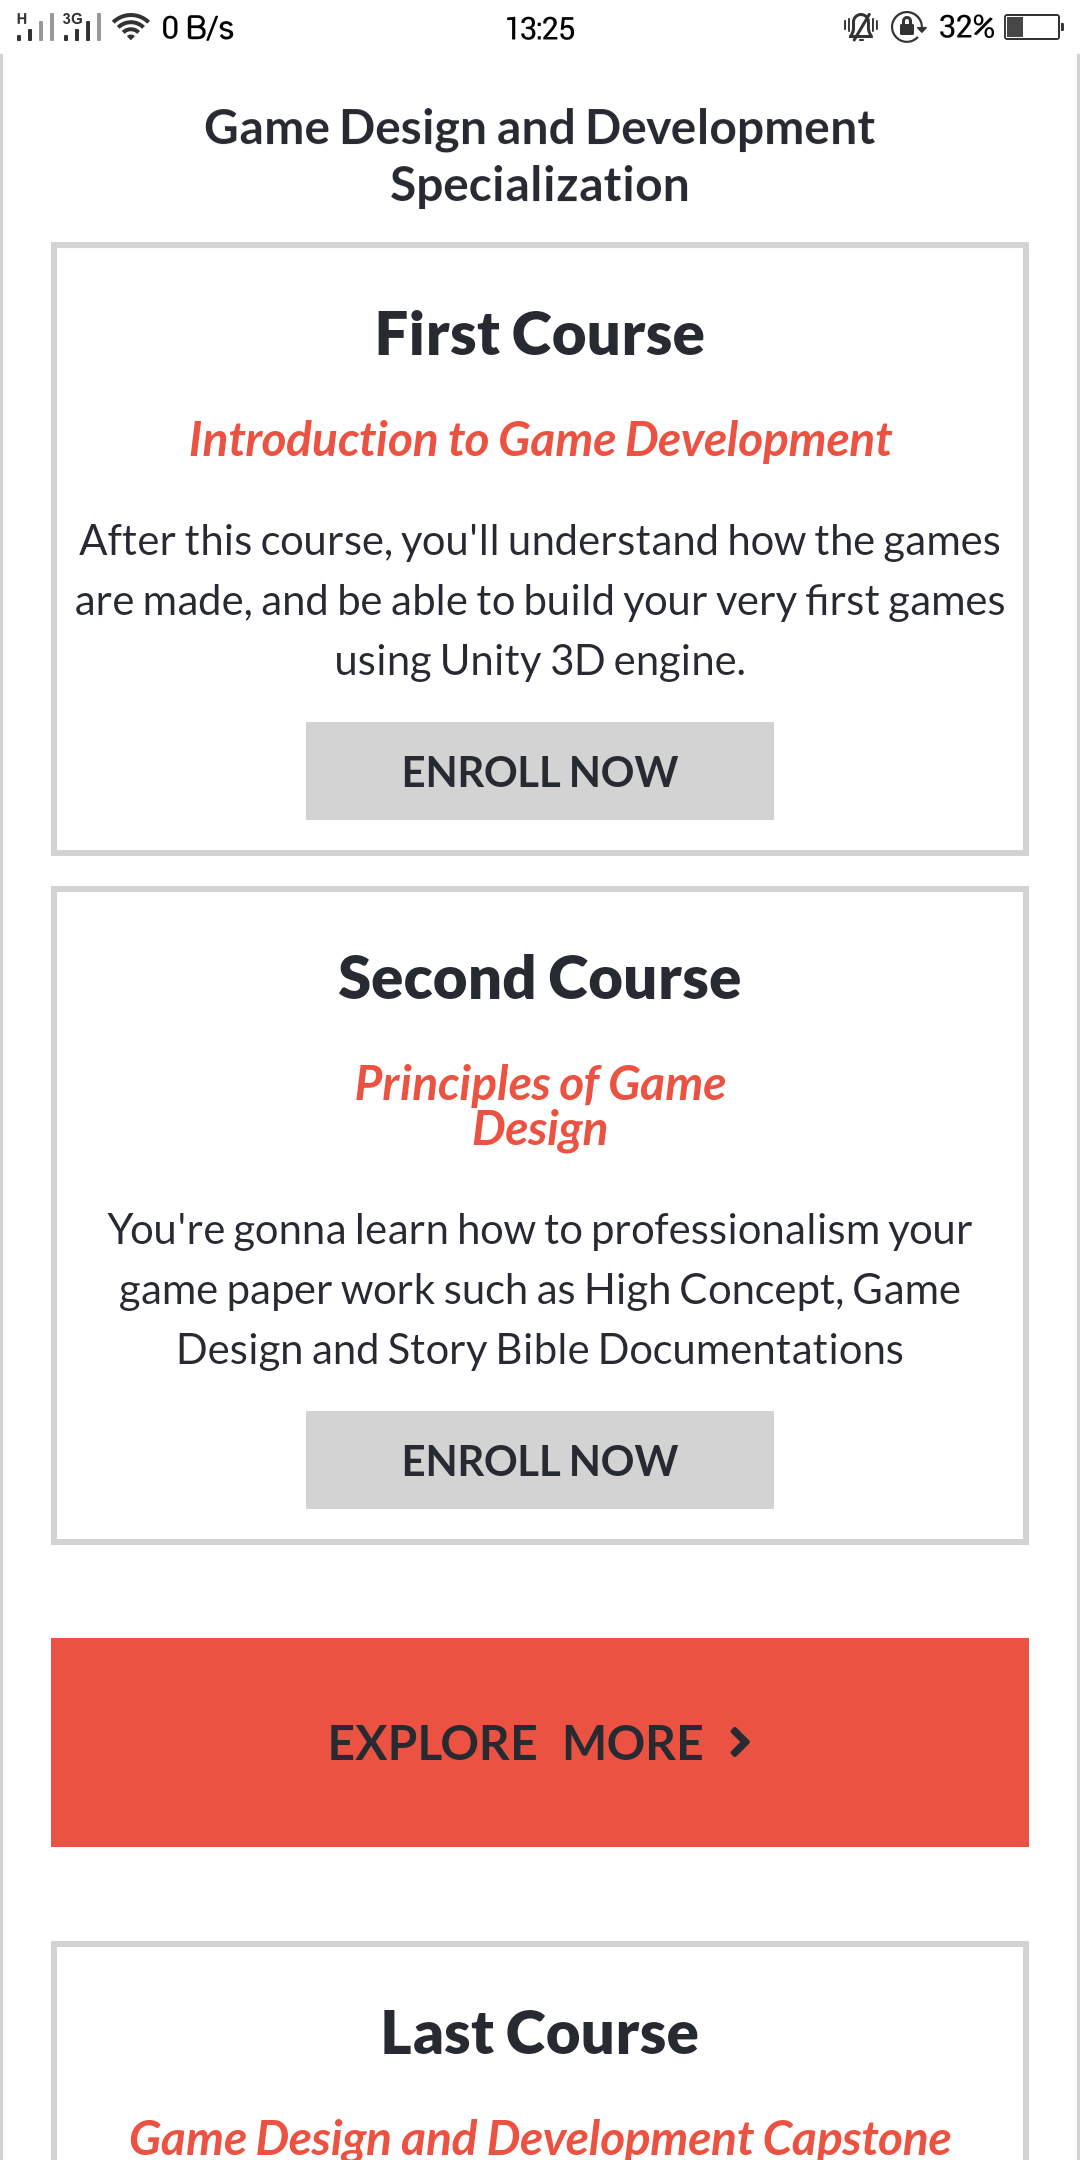 H 3G 0 B/s 13:25 32%
Game Design and Development
Specialization
First Course
Introduction to Game Development
After this course, you'll understand how the games
are made, and be able to build your very first games
using Unity 3D engine.
ENROLL NOW
Second Course
Principles of Game
Design
You're gonna learn how to professionalism your
game paper work such as High Concept, Game
Design and Story Bible Documentations
ENROLL NOW
EXPLORE MORE >
Last Course
Game Design and Development Capstone